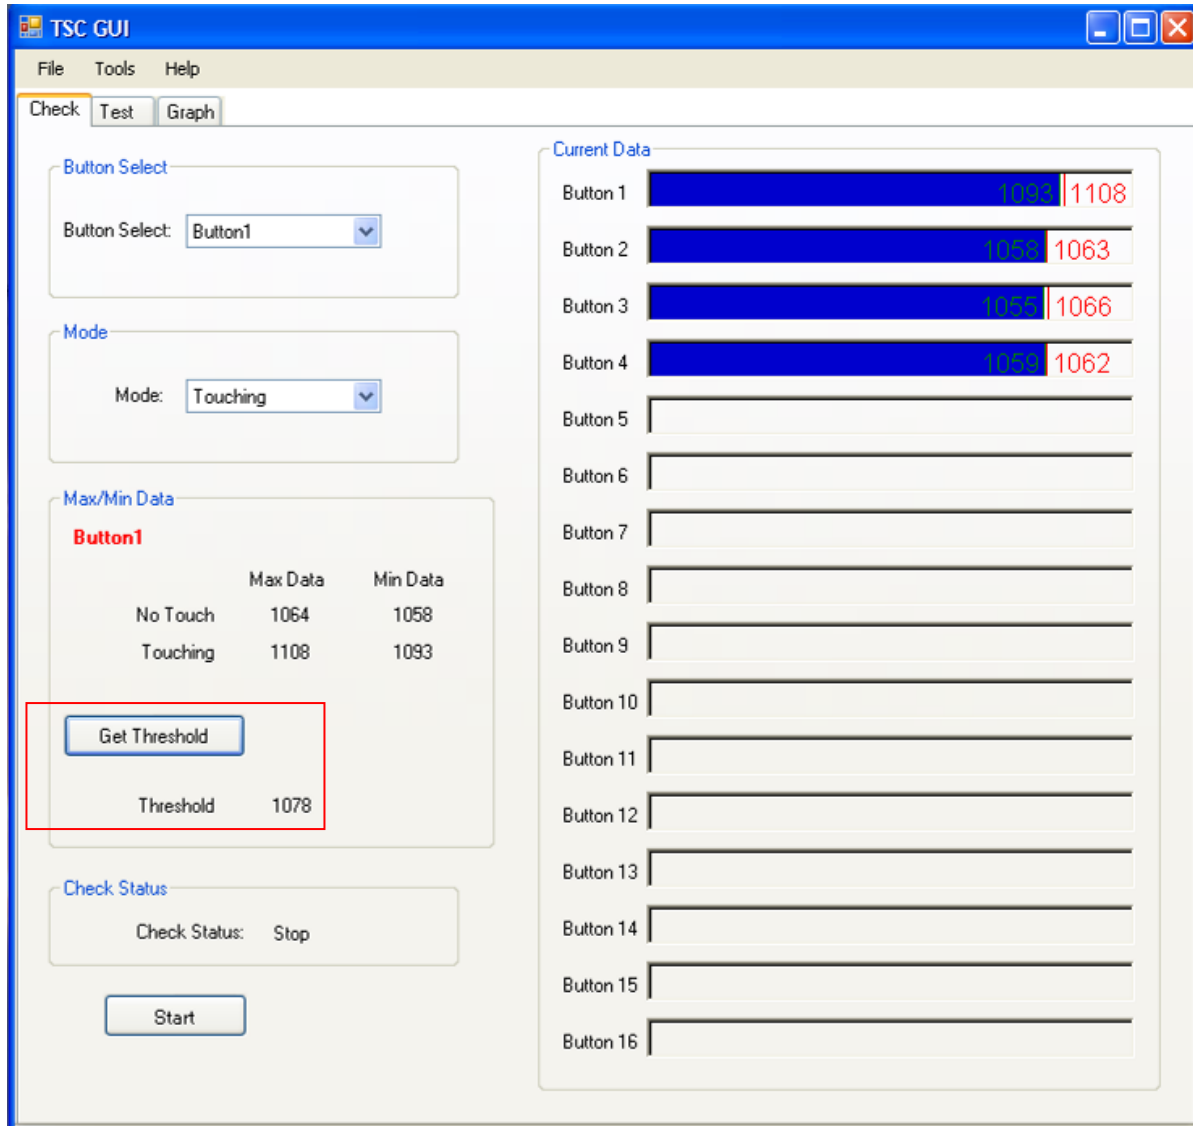 TSC GUI
File Tools Help
Check Test Graph
Button Select
Button Select: Button1
Mode
Mode: Touching
Max/Min Data
Button1
Max Data Min Data
No Touch 1064 1058
Touching 1108 1093
Get Threshold
Threshold 1078
Check Status
Check Status: Stop
Start
Current Data
Button 1 1093 1108
Button 2 1058 1063
Button 3 1055 1066
Button 4 1059 1062
Button 5
Button 6
Button 7
Button 8
Button 9
Button 10
Button 11
Button 12
Button 13
Button 14
Button 15
Button 16